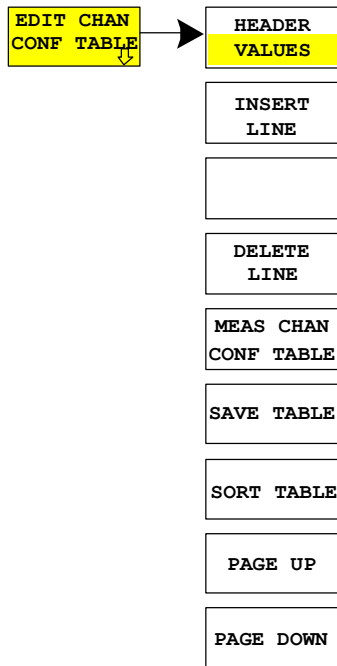 EDIT CHAN
CONF TABLE
HEADER
VALUES
INSERT
LINE
DELETE
LINE
MEAS CHAN
CONF TABLE
SAVE TABLE
SORT TABLE
PAGE UP
PAGE DOWN